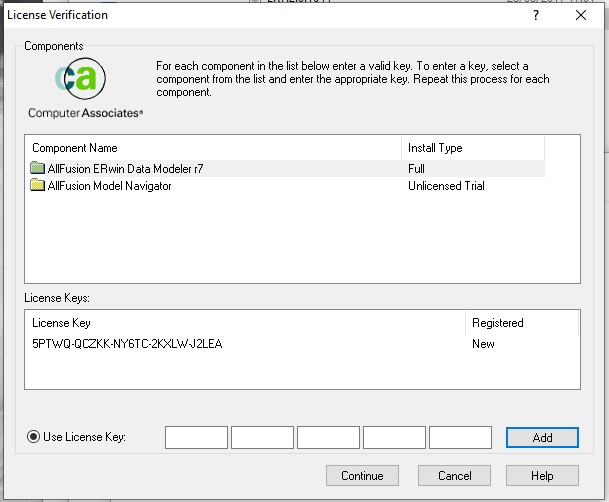 License Verification
Components
For each component in the list below enter a valid key. To enter a key, select a
component from the list and enter the appropriate key. Repeat this process for each
component.
ca
Computer Associates®
Component Name Install Type
AllFusion ERwin Data Modeler r7 Full
AllFusion Model Navigator Unlicensed Trial
License Keys:
License Key Registered
5PTWQ-QCZKK-NY6TC-2KXLW-J2LEA New
Use License Key: Add
Continue Cancel Help